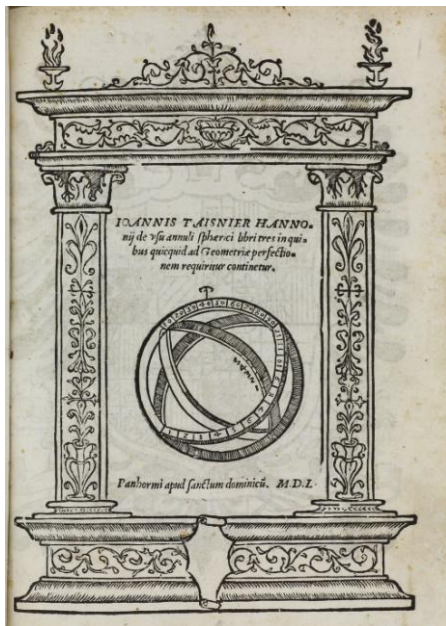 IOANNIS TAISNIER HANNO.
nij de vsu annuli spherici libri tres in qui-
bus quicquid ad Geometriæ perfectio-
nem requiritur continetur.
Panhormi apud sanctum dominicũ. M.D.L.